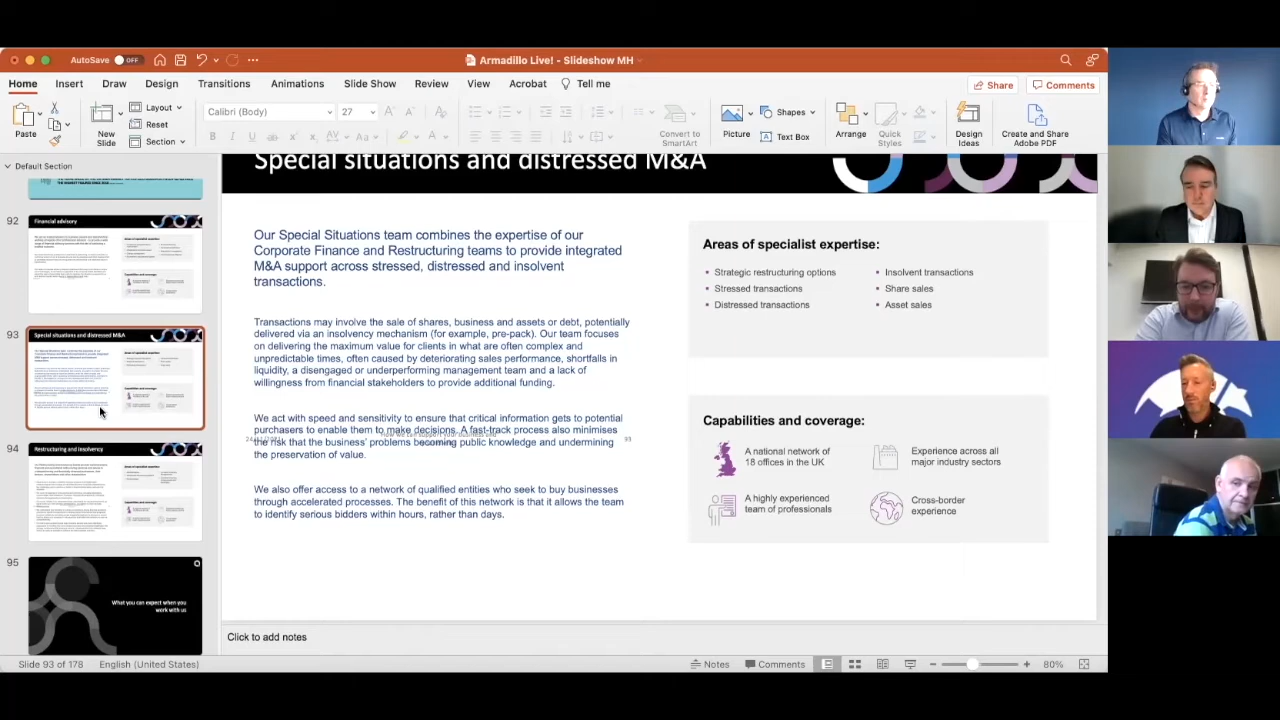 AutoSave OFF
Armadillo Live! - Slideshow MH
Home Insert Draw Design Transitions Animations Slide Show Review View Acrobat Tell me
Share Comments
Paste
New Slide
Layout
Reset
Section
Calibri (Body) 27
Convert to SmartArt
Picture
Shapes
Text Box
Arrange
Quick Styles
Design Ideas
Create and Share Adobe PDF
Default Section
92
Financial advisory
93
Special situations and distressed M&A
94
Restructuring and insolvency
95
What you can expect when you
work with us
Special situations and distressed M&A
Our Special Situations team combines the expertise of our
Corporate Finance and Restructuring teams to provide integrated
M&A support across stressed, distressed and insolvent
transactions.
Transactions may involve the sale of shares, business and assets or debt, potentially
delivered via an insolvency mechanism (for example, pre-pack). Our team focuses
on delivering the maximum value for clients in what are often complex and
unpredictable times, often caused by deteriorating sales performance, shortfalls in
liquidity, a disengaged or underperforming management team and a lack of
willingness from financial stakeholders to provide additional funding.
We act with speed and sensitivity to ensure that critical information gets to potential
purchasers to enable them to make decisions. A fast-track process also minimises
the risk that the business' problems becoming public knowledge and undermining
the preservation of value.
How we can support your business and
93
We also offer access to a network of qualified entities who seek to buy businesses
through accelerated processes. The benefit of this network is that it allows the team
to identify serious bidders within hours, rather than days.
Areas of specialist expertise:
Strategic restructuring options
Stressed transactions
Distressed transactions
Insolvent transactions
Share sales
Asset sales
Capabilities and coverage:
A national network of
18 offices in the UK
Experience across all
major industry sectors
highly experienced
team of professionals
Cross-border
experience
Click to add notes
Slide 93 of 178 English (United States)
Notes Comments 80%